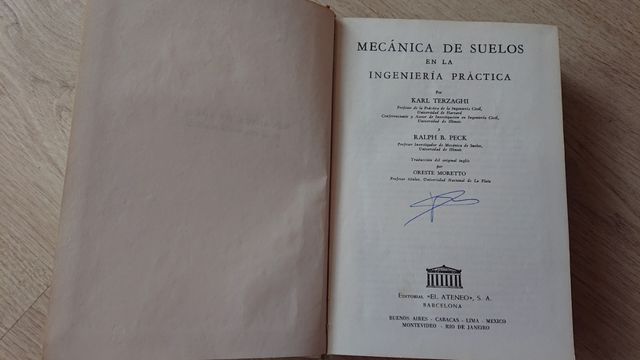 MECÁNICA DE SUELOS
EN LA
INGENIERÍA PRÁCTICA
Por
KARL TERZAGHI
Profesor de la Práctica de la Ingeniería Civil,
Universidad de Harvard
Conferenciante y Asesor de Investigación en Ingeniería Civil,
Universidad de Illinois
y
RALPH B. PECK
Profesor Investigador de Mecánica de Suelos,
Universidad de Illinois
Traducción del original inglés
por
ORESTE MORETTO
Profesor titular, Universidad Nacional de La Plata
EDITORIAL «EL ATENEO», S. A.
BARCELONA
BUENOS AIRES - CARACAS - LIMA - MEXICO
MONTEVIDEO - RIO DE JANEIRO